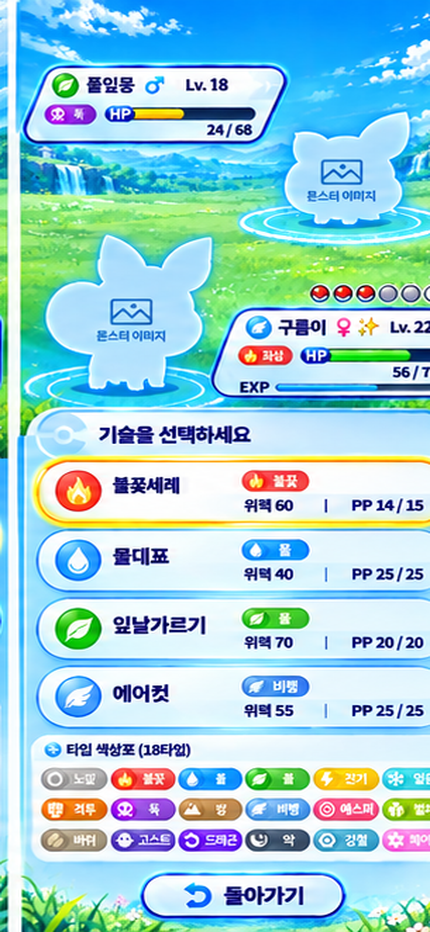 풀잎몽 ♂ Lv. 18
독 HP
24 / 68
몬스터 이미지
몬스터 이미지
구름이 ♀ Lv. 22
화상 HP
56 / 7
EXP
기술을 선택하세요
불꽃세례 불꽃
위력 60 | PP 14 / 15
물대포 물
위력 40 | PP 25 / 25
잎날가르기 풀
위력 70 | PP 20 / 20
에어컷 비행
위력 55 | PP 25 / 25
타입 색상표 (18타입)
노멀 불꽃 물 풀 전기
격투 독 땅 비행 에스퍼
바위 고스트 드래곤 악 강철
돌아가기